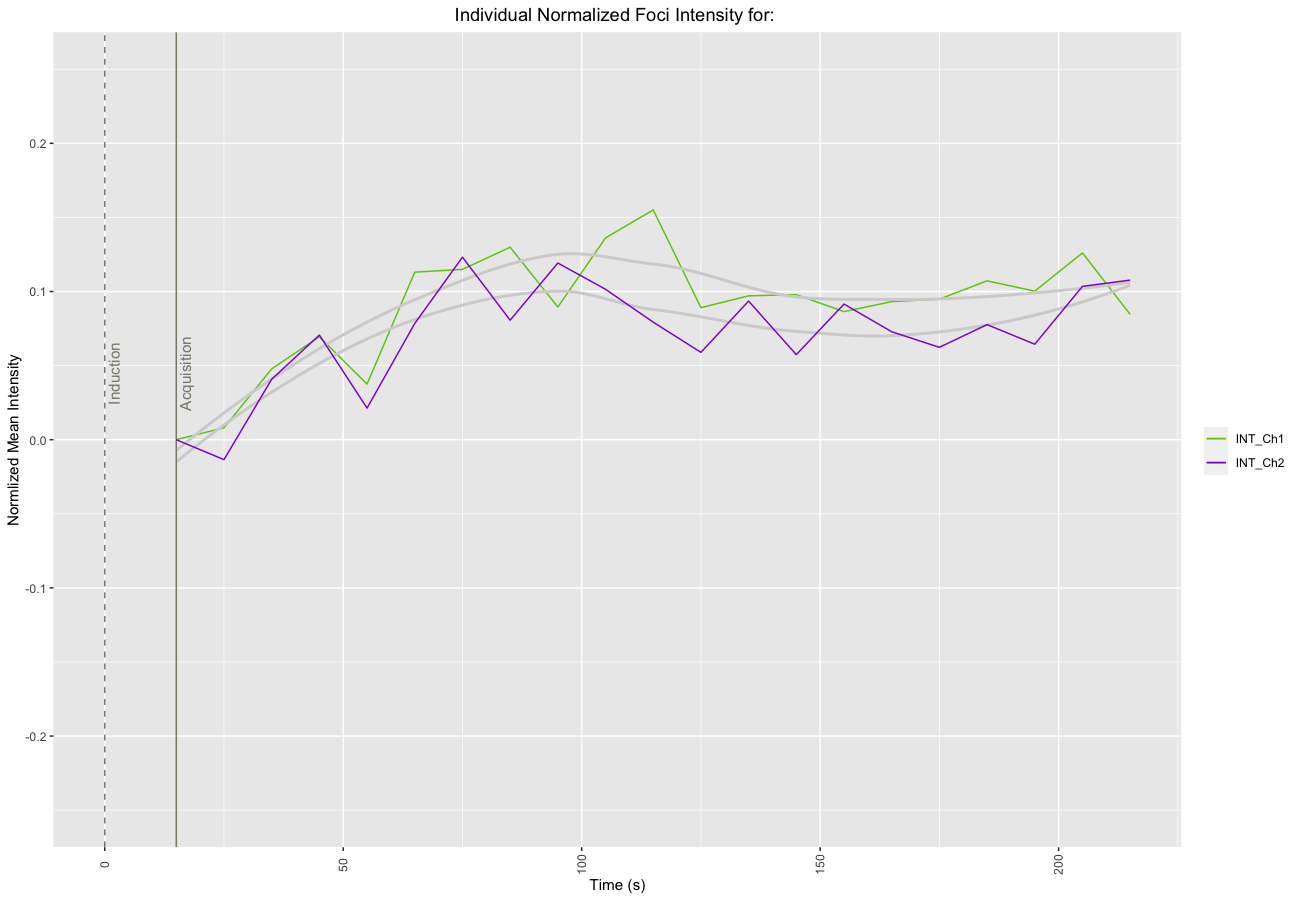 Individual Normalized Foci Intensity for:
Normlized Mean Intensity
0.2
0.1
0.0
-0.1
-0.2
Induction
Acquisition
INT_Ch1
INT_Ch2
0
50
100
150
200
Time (s)